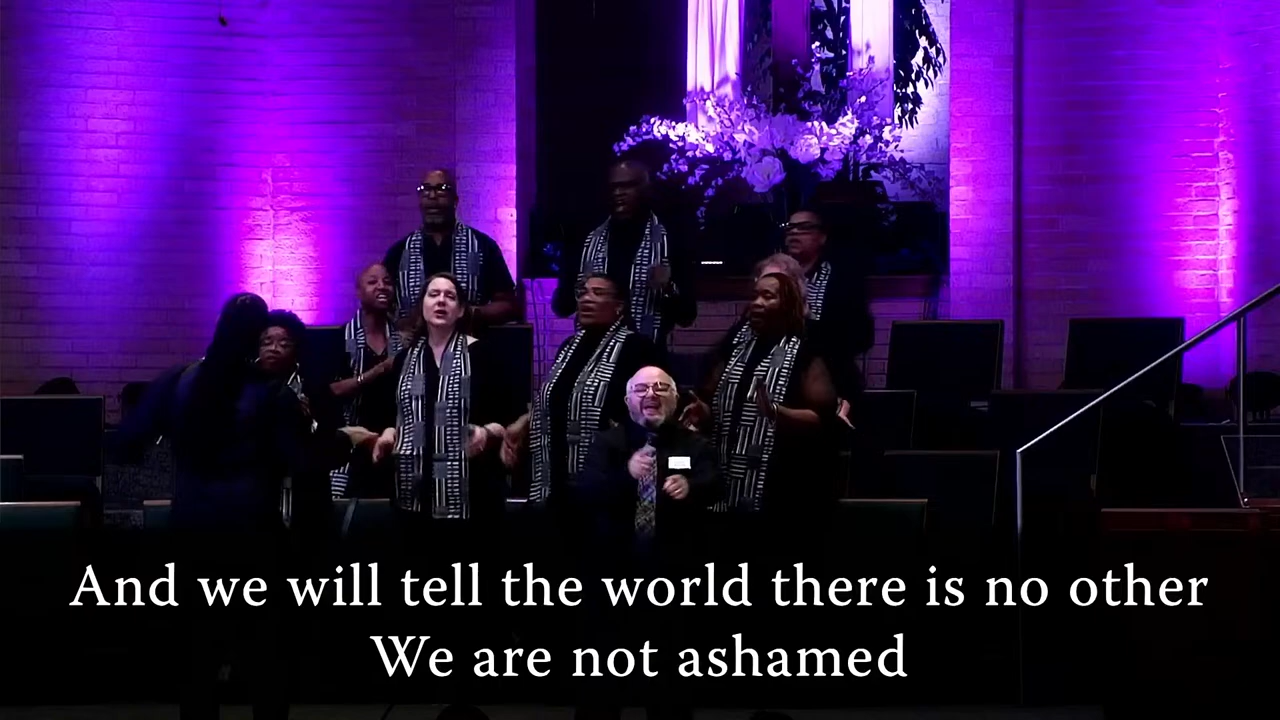 And we will tell the world there is no other
We are not ashamed